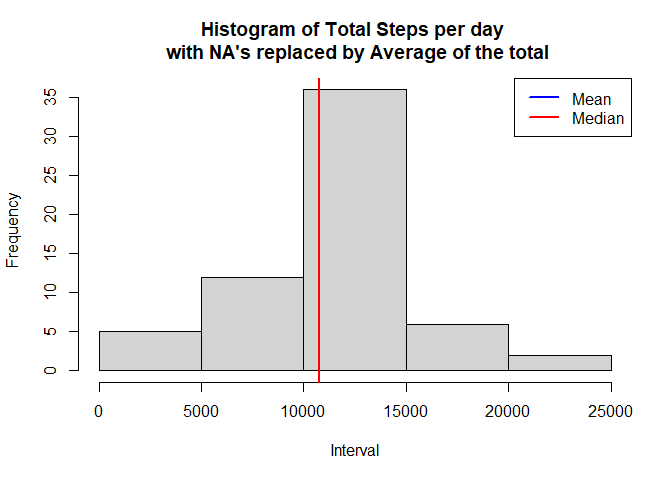 Histogram of Total Steps per day
with NA's replaced by Average of the total
Mean
Median
Frequency
35
30
25
20
15
10
5
0
0 5000 10000 15000 20000 25000
Interval